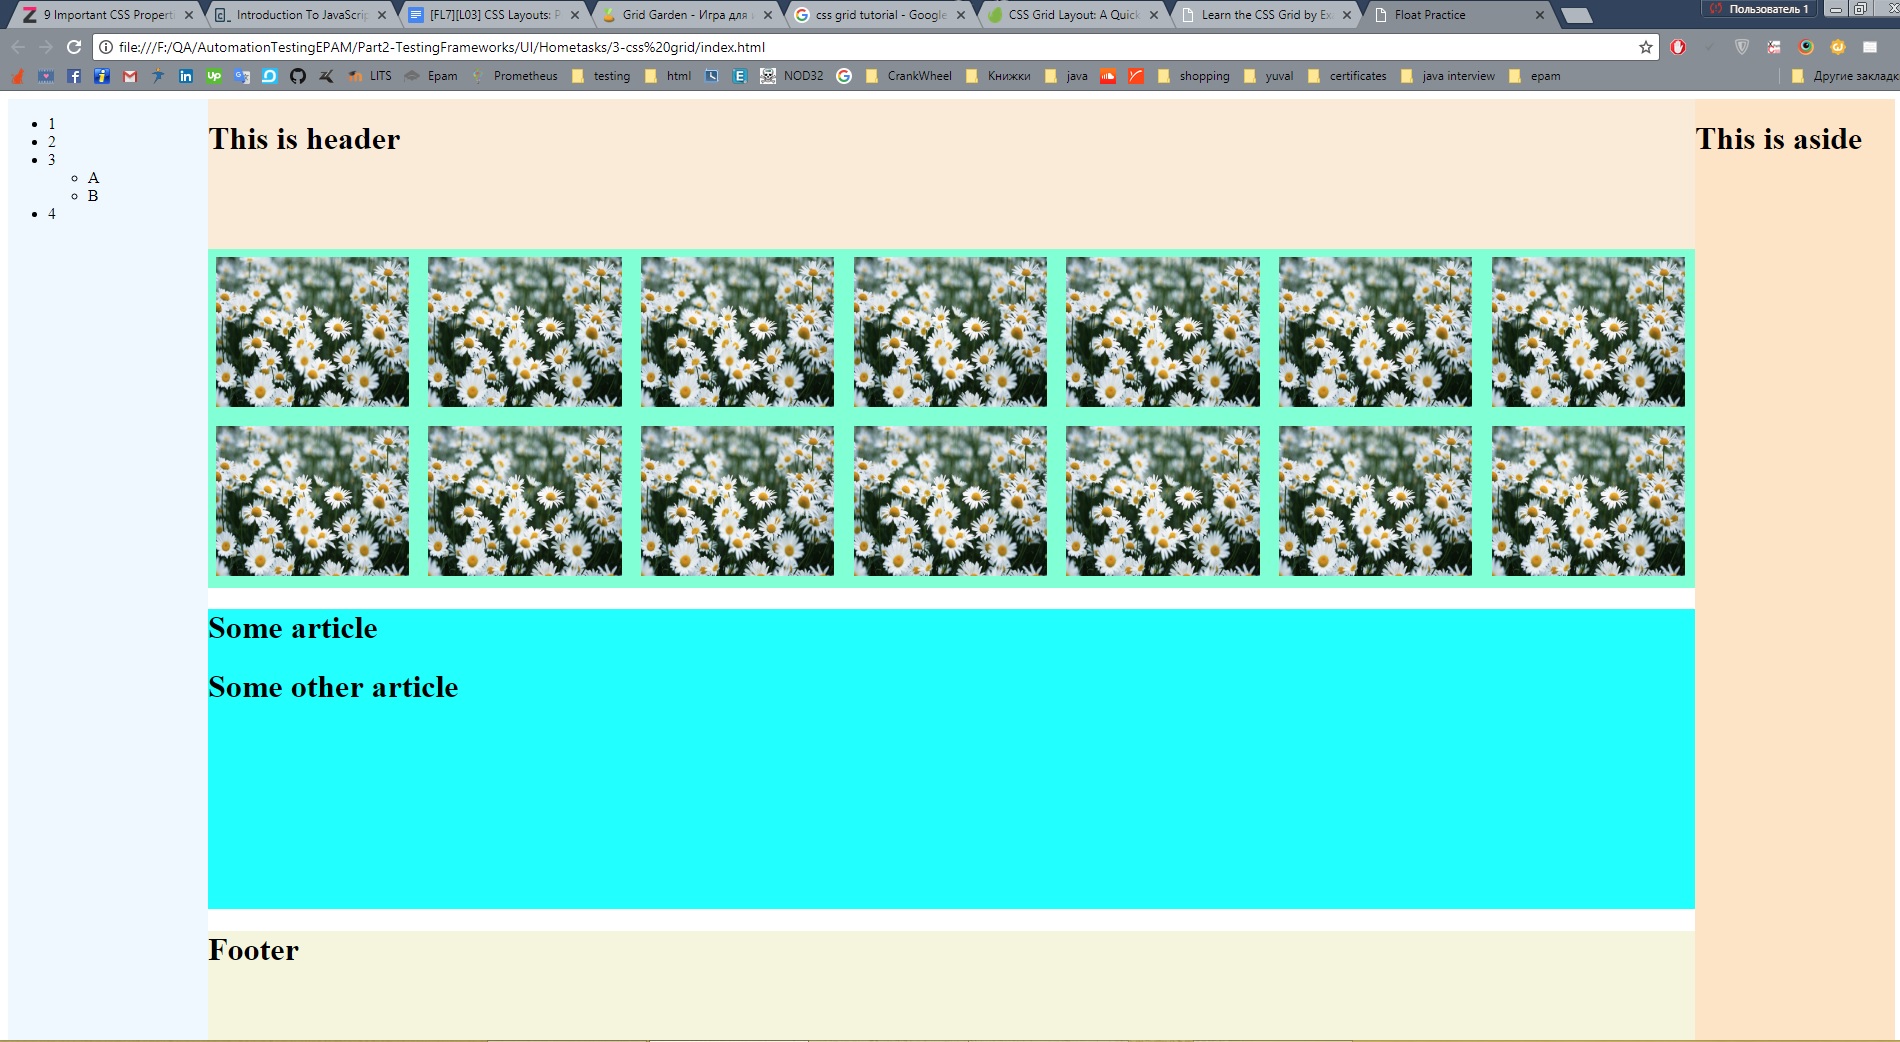 9 Important CSS Propert
Introduction To JavaScrip
[FL7][L03] CSS Layouts: P
Grid Garden - Игра для
css grid tutorial - Google
CSS Grid Layout: A Quick
Learn the CSS Grid by Ex
Float Practice
Пользователь 1
file:///F:/QA/AutomationTestingEPAM/Part2-TestingFrameworks/UI/Hometasks/3-css%20grid/index.html
LITS Epam Prometheus testing html NOD32 CrankWheel Книжки java shopping yuval certificates java interview epam Другие закладк
1
2
3
A
B
4
This is header
This is aside
Some article
Some other article
Footer